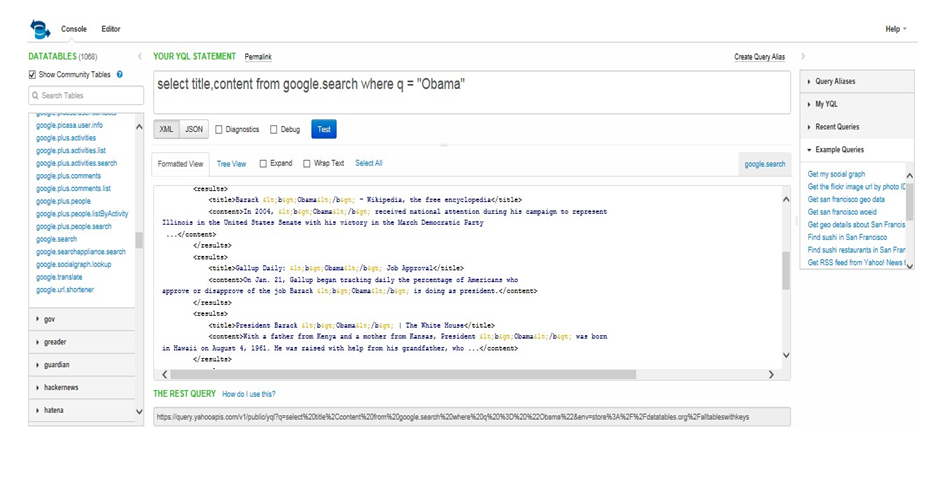 Console Editor Help
DATATABLES (1068)
Show Community Tables ?
Search Tables
google.picasa.user.info
google.plus.activities
google.plus.activities.list
google.plus.activities.search
google.plus.comments
google.plus.comments.list
google.plus.people
google.plus.people.listByActivity
google.plus.people.search
google.search
google.searchappliance.search
google.socialgraph.lookup
google.translate
google.url.shortener
gov
greader
guardian
hackernews
hatena
YOUR YQL STATEMENT Permalink Create Query Alias
select title,content from google.search where q = "Obama"
XML JSON Diagnostics Debug Test
Formatted View Tree View Expand Wrap Text Select All google.search
<results>
<title>Barack &lt;b&gt;Obama&lt;/b&gt; - Wikipedia, the free encyclopedia</title>
<content>In 2004, &lt;b&gt;Obama&lt;/b&gt; received national attention during his campaign to represent
Illinois in the United States Senate with his victory in the March Democratic Party
...</content>
</results>
<results>
<title>Gallup Daily: &lt;b&gt;Obama&lt;/b&gt; Job Approval</title>
<content>On Jan. 21, Gallup began tracking daily the percentage of Americans who
approve or disapprove of the job Barack &lt;b&gt;Obama&lt;/b&gt; is doing as president.</content>
</results>
<results>
<title>President Barack &lt;b&gt;Obama&lt;/b&gt; | The White House</title>
<content>With a father from Kenya and a mother from Kansas, President &lt;b&gt;Obama&lt;/b&gt; was born
in Hawaii on August 4, 1961. He was raised with help from his grandfather, who ...</content>
</results>
THE REST QUERY How do I use this?
https://query.yahooapis.com/v1/public/yql?q=select%20title%2Ccontent%20from%20google.search%20where%20q%20%3D%20%22Obama%22&env=store%3A%2F%2Fdatatables.org%2Falltableswithkeys
Query Aliases
My YQL
Recent Queries
Example Queries
Get my social graph
Get the flickr image url by photo ID
Get san francisco geo data
Get san francisco woeid
Get geo details about San Francis
Find sushi in San Francisco
Find sushi restaurants in San Fran
Get RSS feed from Yahoo! News t